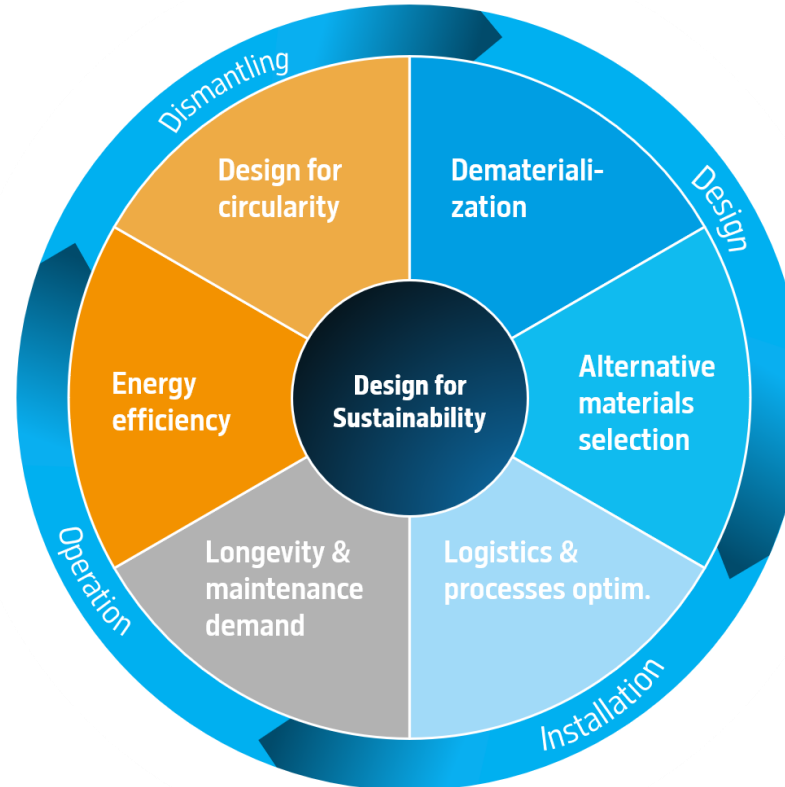 Dismantling
Design
Installation
Operation
Design for
circularity
Demateriali-
zation
Alternative
materials
selection
Logistics &
processes optim.
Longevity &
maintenance
demand
Energy
efficiency
Design for
Sustainability